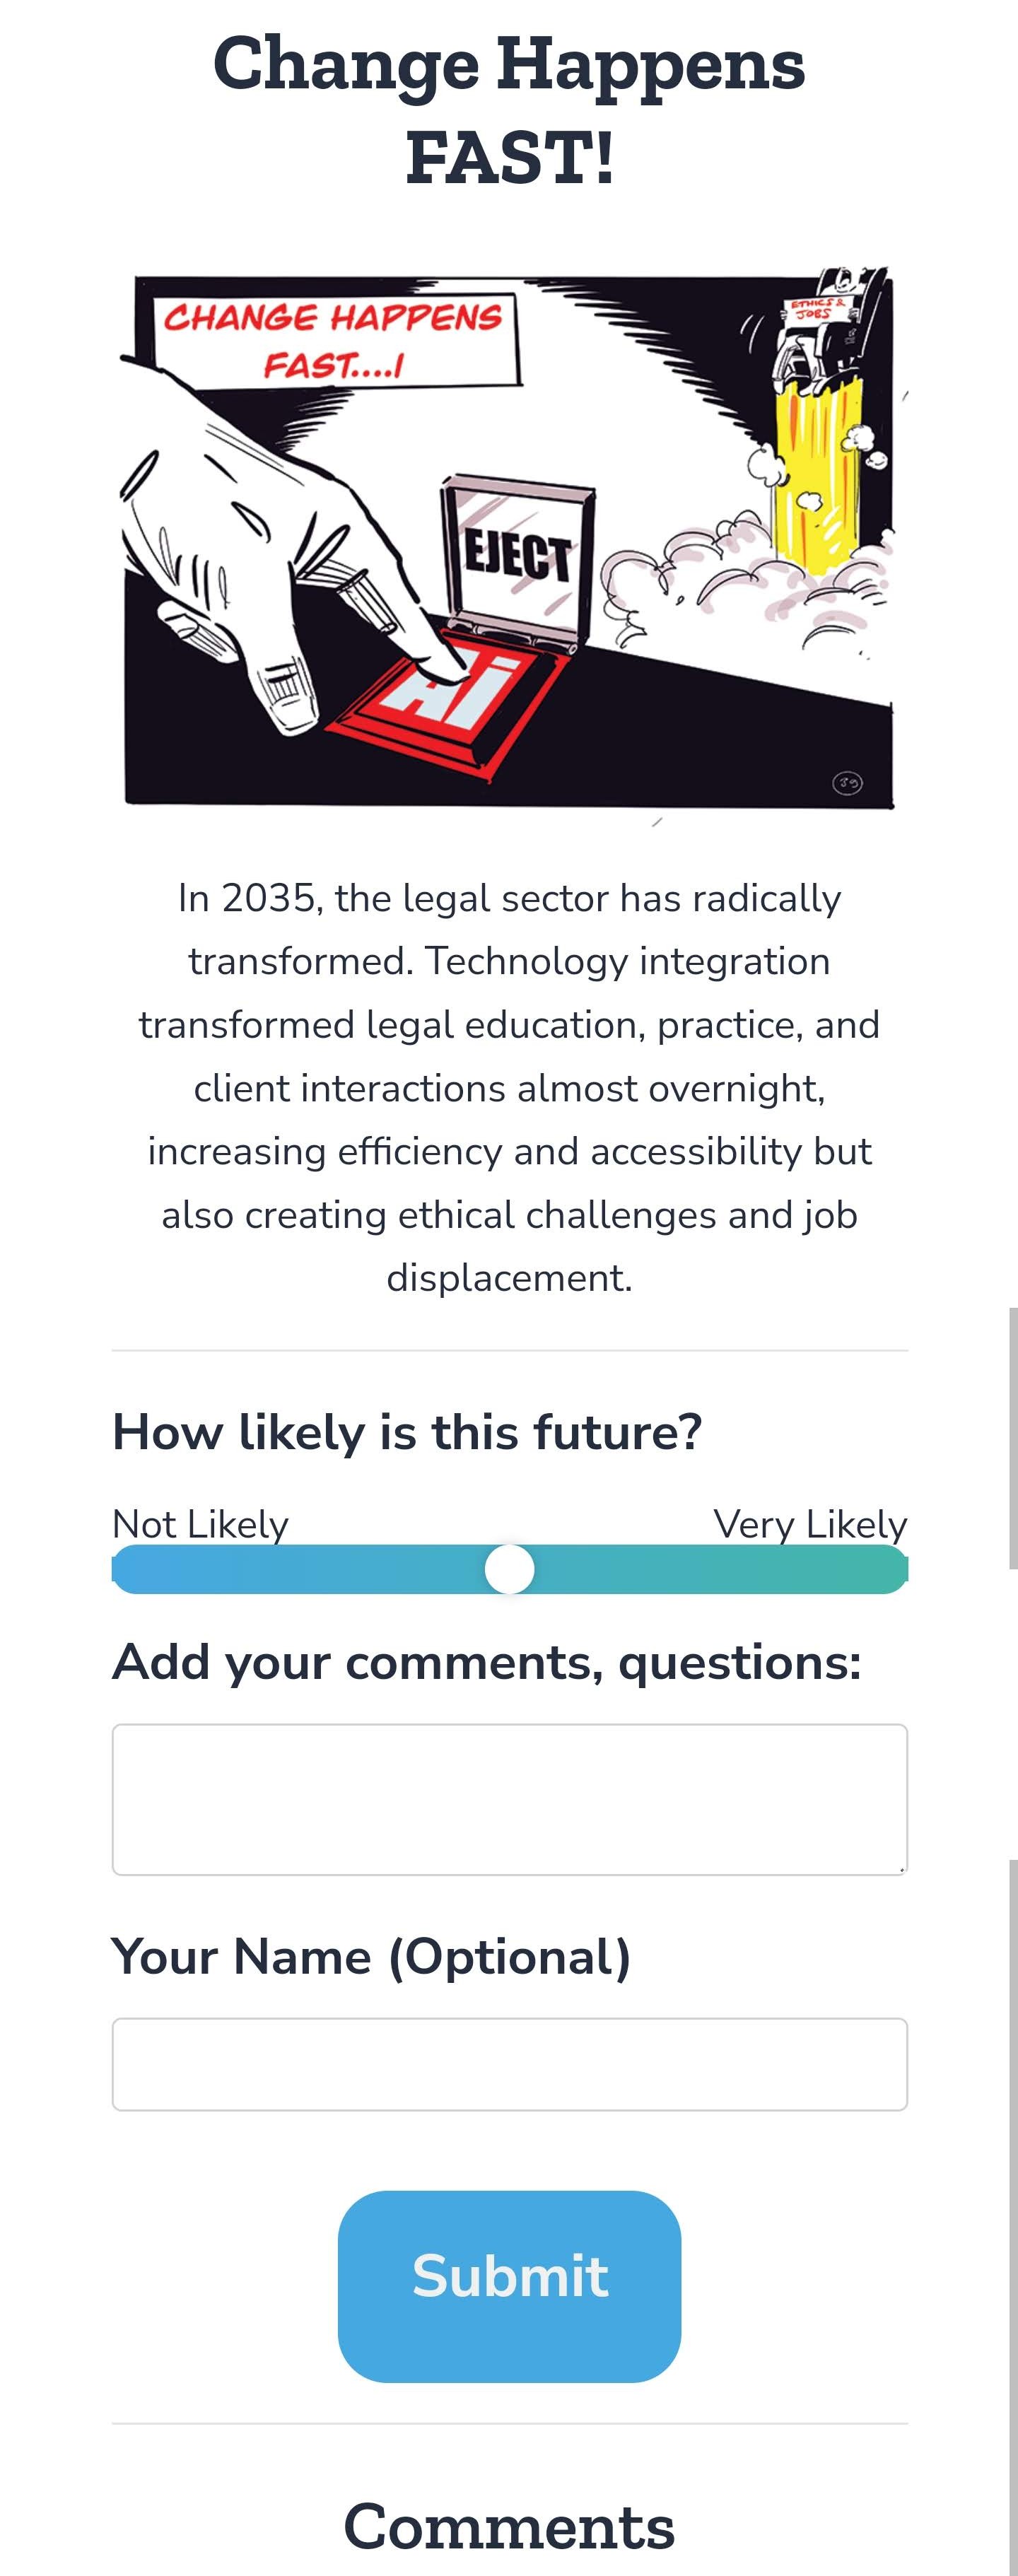 Change Happens
FAST!
CHANGE HAPPENS
FAST....!
ETHICS &
JOBS
EJECT
Ai
In 2035, the legal sector has radically
transformed. Technology integration
transformed legal education, practice, and
client interactions almost overnight,
increasing efficiency and accessibility but
also creating ethical challenges and job
displacement.
How likely is this future?
Not Likely
Very Likely
Add your comments, questions:
Your Name (Optional)
Submit
Comments